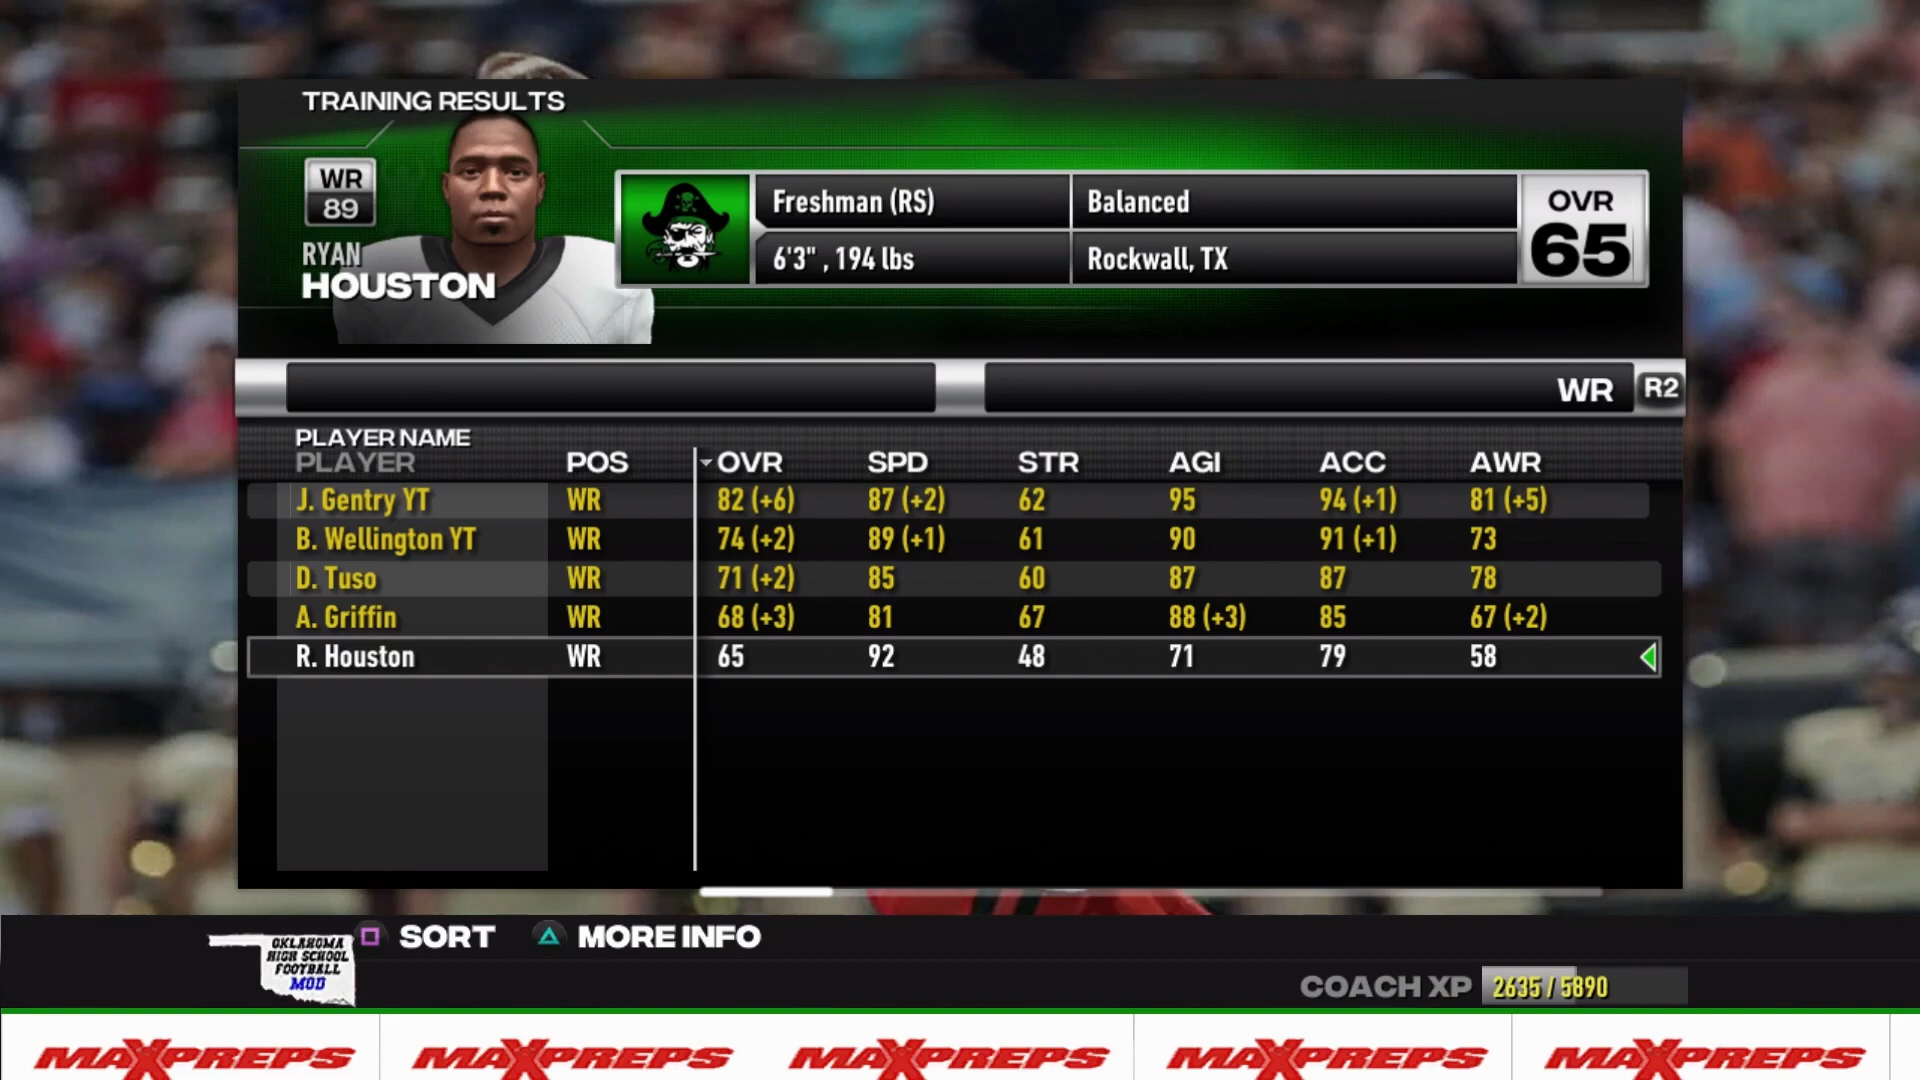 TRAINING RESULTS
WR
89
RYAN
HOUSTON
Freshman (RS)
Balanced
6'3" , 194 lbs
Rockwall, TX
OVR
65
WR
R2
PLAYER NAME
PLAYER POS OVR SPD STR AGI ACC AWR
J. Gentry YT WR 82 (+6) 87 (+2) 62 95 94 (+1) 81 (+5)
B. Wellington YT WR 74 (+2) 89 (+1) 61 90 91 (+1) 73
D. Tuso WR 71 (+2) 85 60 87 87 78
A. Griffin WR 68 (+3) 81 67 88 (+3) 85 67 (+2)
R. Houston WR 65 92 48 71 79 58
SORT MORE INFO
OKLAHOMA
HIGH SCHOOL
FOOTBALL
MOD
COACH XP 2635 / 5890
MAXPREPS MAXPREPS MAXPREPS MAXPREPS MAXPREPS